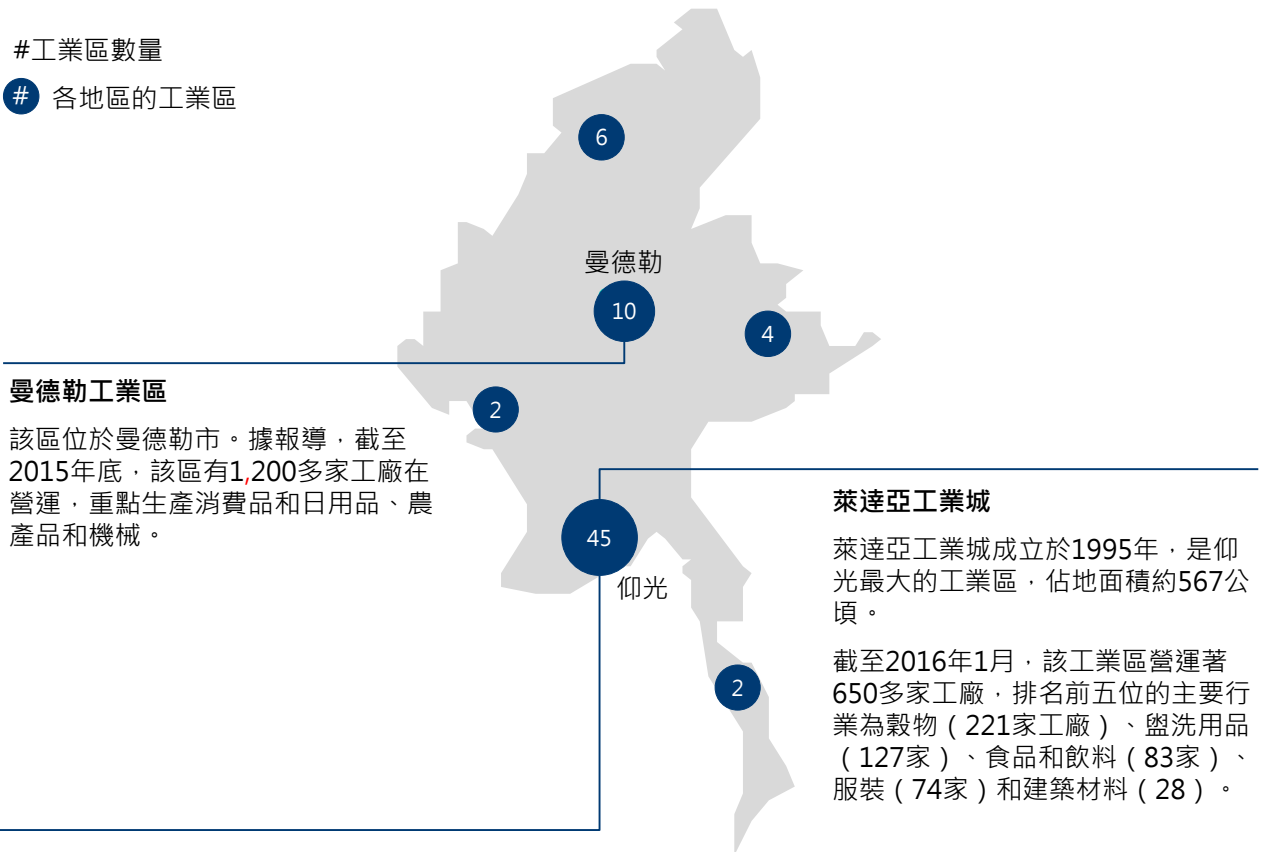 #工業區數量
# 各地區的工業區
6
曼德勒
10
4
2
曼德勒工業區
該區位於曼德勒市。據報導，截至
2015年底，該區有1,200多家工廠在
營運，重點生產消費品和日用品、農
產品和機械。
45
仰光
2
萊達亞工業城
萊達亞工業城成立於1995年，是仰
光最大的工業區，佔地面積約567公
頃。
截至2016年1月，該工業區營運著
650多家工廠，排名前五位的主要行
業為穀物（221家工廠）、盥洗用品
（127家）、食品和飲料（83家）、
服裝（74家）和建築材料（28）。